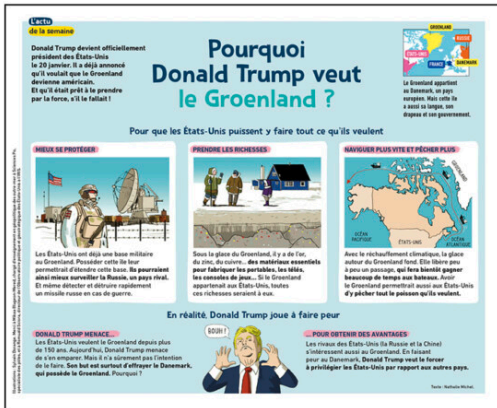 L'actu
de la semaine
Donald Trump devient officiellement
président des États-Unis
le 20 janvier. Il a déjà annoncé
qu'il voulait que le Groenland
devienne américain.
Et qu'il était prêt à le prendre
par la force, s'il le fallait !
Pourquoi
Donald Trump veut
le Groenland ?
GROENLAND
RUSSIE
ÉTATS-UNIS
FRANCE
DANEMARK
Le Groenland appartient
au Danemark, un pays
européen. Mais cette île
a aussi sa langue, son
drapeau et son gouvernement.
Pour que les États-Unis puissent y faire tout ce qu'ils veulent
MIEUX SE PROTÉGER
Les États-Unis ont déjà une base militaire
au Groenland. Posséder cette île leur
permettrait d'étendre cette base. Ils pourraient
ainsi mieux surveiller la Russie, un pays rival.
Et même détecter et détruire rapidement
un missile russe en cas de guerre.
PRENDRE LES RICHESSES
Sous la glace du Groenland, il y a de l'or,
du zinc, du cuivre... des matériaux essentiels
pour fabriquer les portables, les télés,
les consoles de jeux... Si le Groenland
appartenait aux États-Unis, toutes
ces richesses seraient à eux.
NAVIGUER PLUS VITE ET PÊCHER PLUS
GROENLAND
OCÉAN
PACIFIQUE
ÉTATS-UNIS
OCÉAN
ATLANTIQUE
Avec le réchauffement climatique, la glace
autour du Groenland fond. Elle libère peu
à peu un passage, qui fera bientôt gagner
beaucoup de temps aux bateaux. Avoir
le Groenland permettrait aussi aux États-Unis
d'y pêcher tout le poisson qu'ils veulent.
En réalité, Donald Trump joue à faire peur
DONALD TRUMP MENACE...
Les États-Unis veulent le Groenland depuis plus
de 150 ans. Aujourd'hui, Donald Trump menace
de s'en emparer. Mais il n'a sûrement pas l'intention
de le faire. Son but est surtout d'effrayer le Danemark,
qui possède le Groenland. Pourquoi ?
BOUH !
... POUR OBTENIR DES AVANTAGES
Les rivaux des États-Unis (la Russie et la Chine)
s'intéressent aussi au Groenland. En faisant
peur au Danemark, Donald Trump veut le forcer
à privilégier les États-Unis par rapport aux autres pays.
Texte : Nathalie Michel.